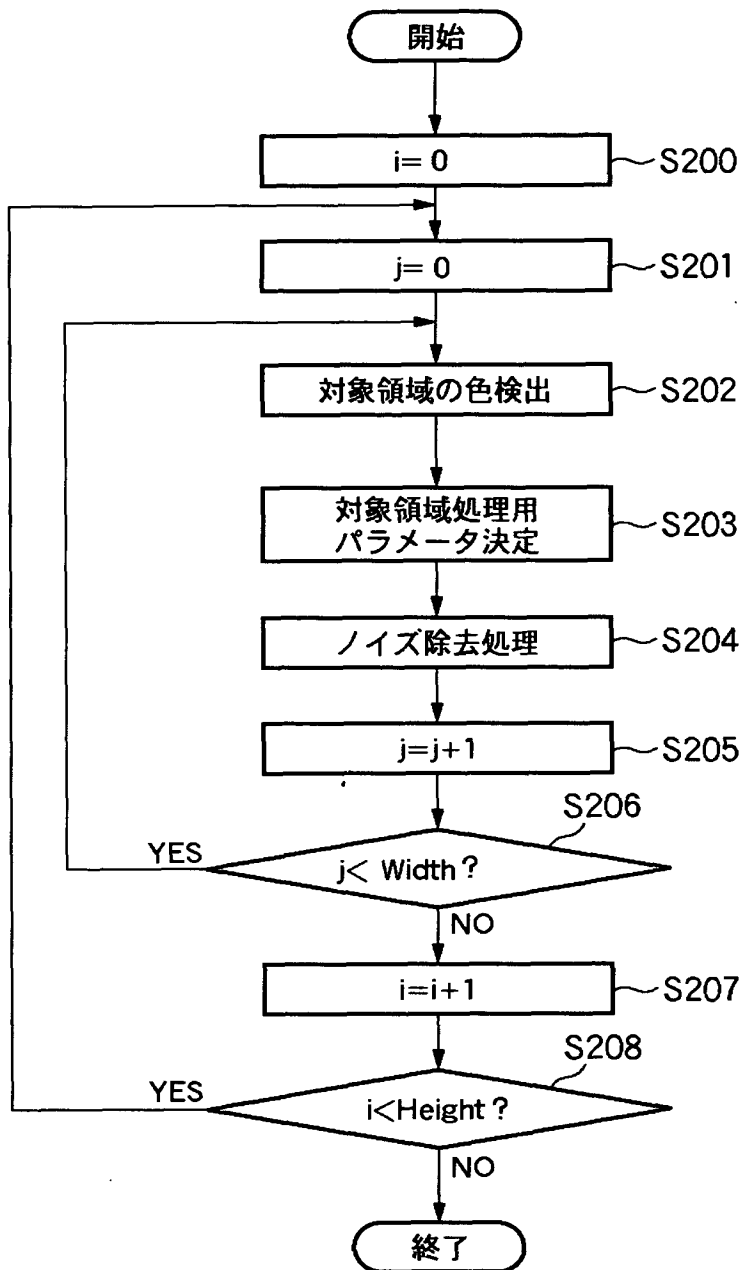 開始
i= 0
S200
j= 0
S201
対象領域の色検出
S202
対象領域処理用
パラメータ決定
S203
ノイズ除去処理
S204
j=j+1
S205
S206
YES
j< Width?
NO
i=i+1
S207
S208
YES
i<Height?
NO
終了